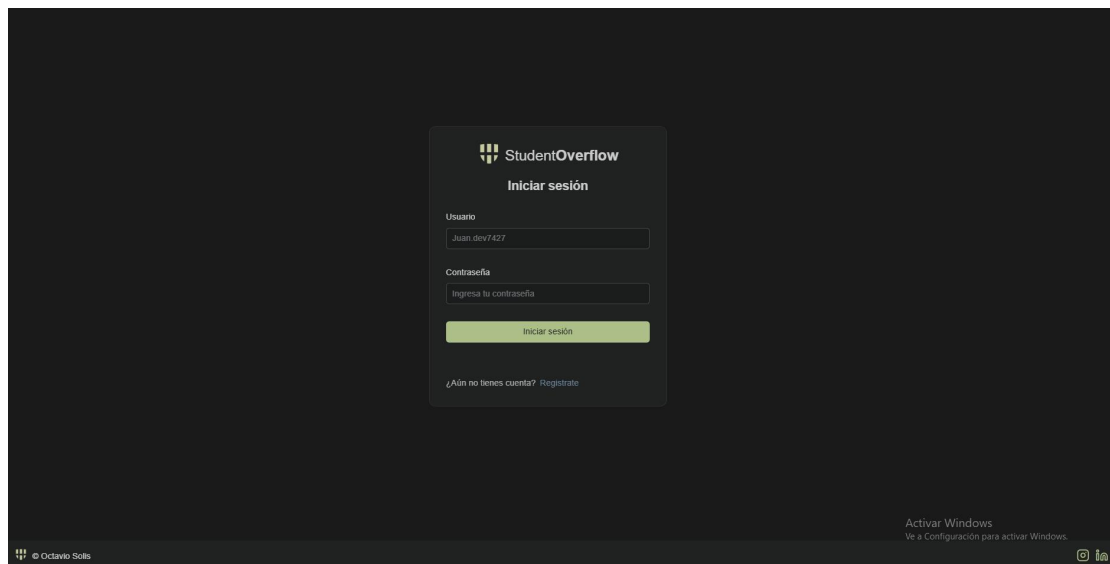 StudentOverflow
Iniciar sesión
Usuario
Juan.dev7427
Contraseña
Ingresa tu contraseña
Iniciar sesión
¿Aún no tienes cuenta? Registrate
Activar Windows
Ve a Configuración para activar Windows.
© Octavio Solis
in